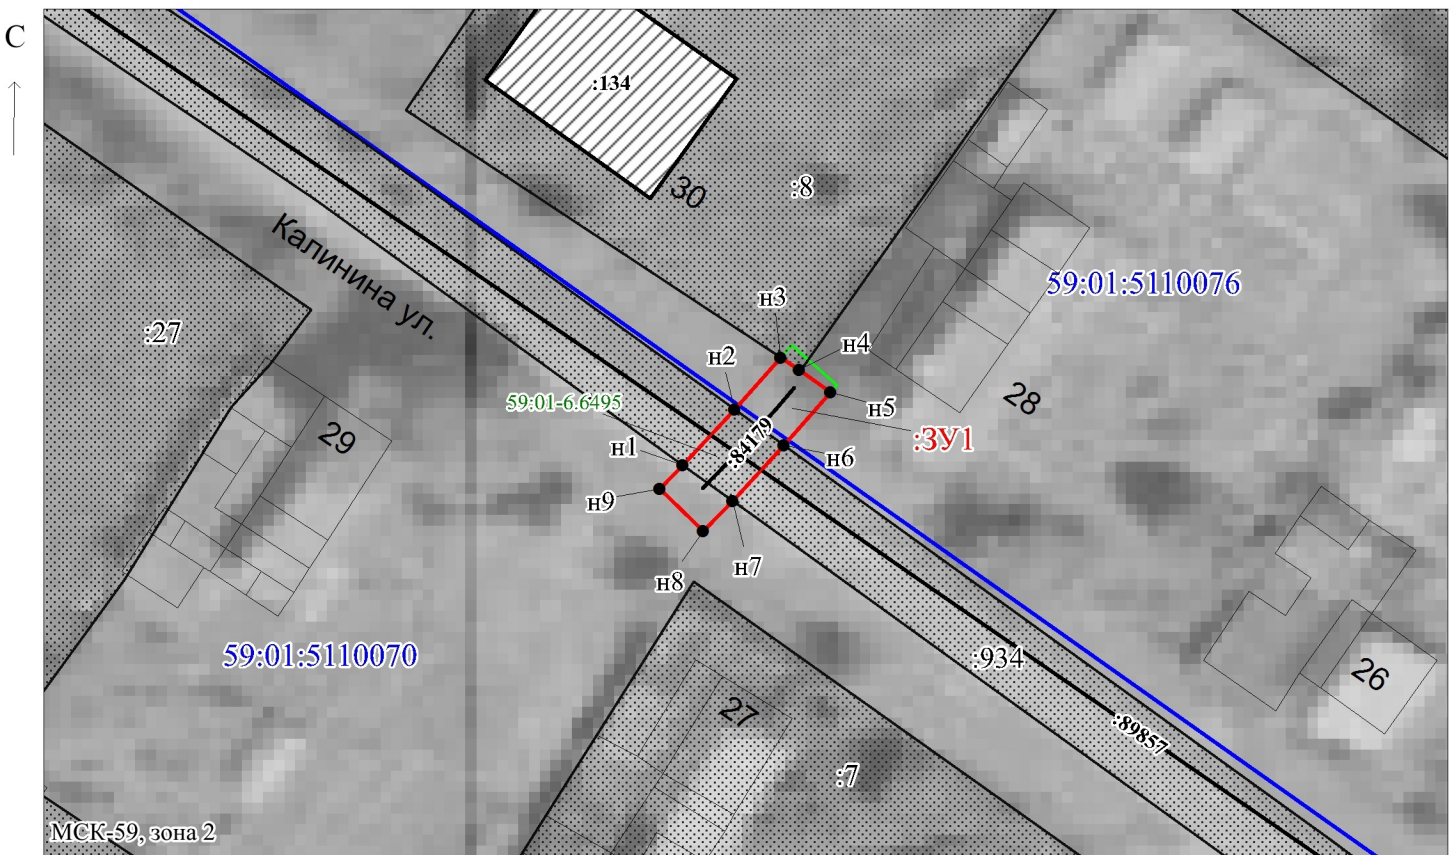 С
:134
30
:8
Калинина ул.
59:01:5110076
н3
:27
н4
н2
28
59:01-6.6495
н5
29
:ЗУ1
:84179
н1
н6
н9
н7
н8
59:01:5110070
:934
26
27
:89857
:7
МСК-59, зона 2